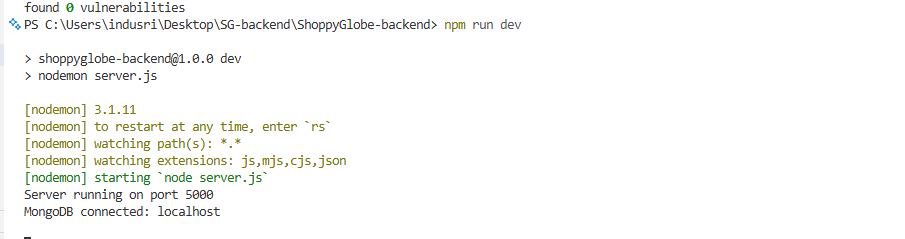 found 0 vulnerabilities
PS C:\Users\indusri\Desktop\SG-backend\ShoppyGlobe-backend> npm run dev
> shoppyglobe-backend@1.0.0 dev
> nodemon server.js
[nodemon] 3.1.11
[nodemon] to restart at any time, enter `rs`
[nodemon] watching path(s): *.*
[nodemon] watching extensions: js,mjs,cjs,json
[nodemon] starting `node server.js`
Server running on port 5000
MongoDB connected: localhost